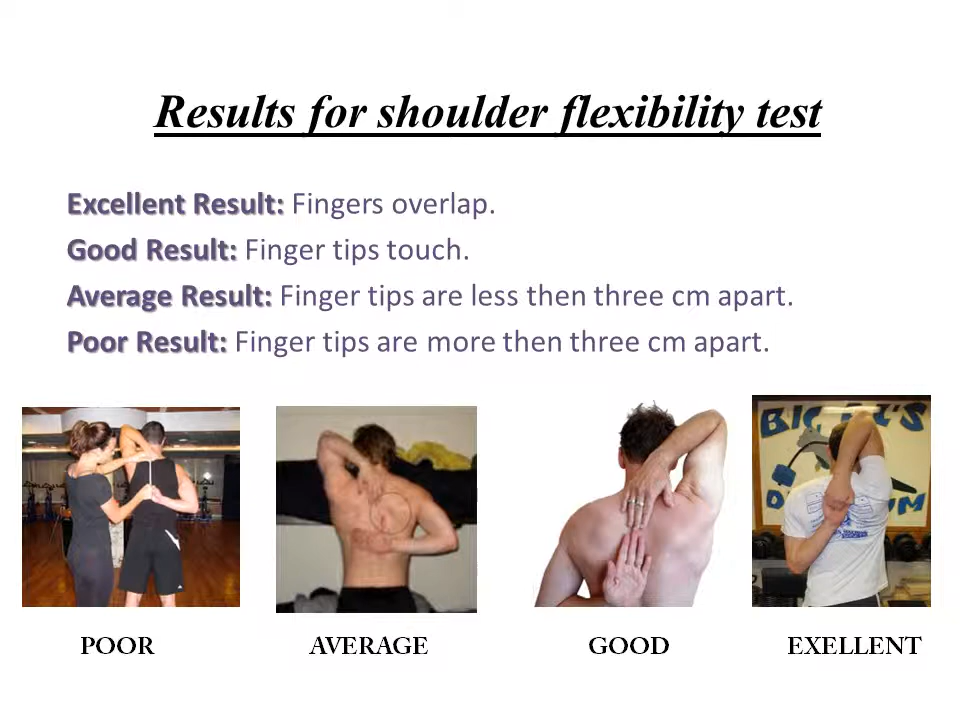 Results for shoulder flexibility test
Excellent Result: Fingers overlap.
Good Result: Finger tips touch.
Average Result: Finger tips are less then three cm apart.
Poor Result: Finger tips are more then three cm apart.
BIG
L'S
D
UM
POOR
AVERAGE
GOOD
EXELLENT